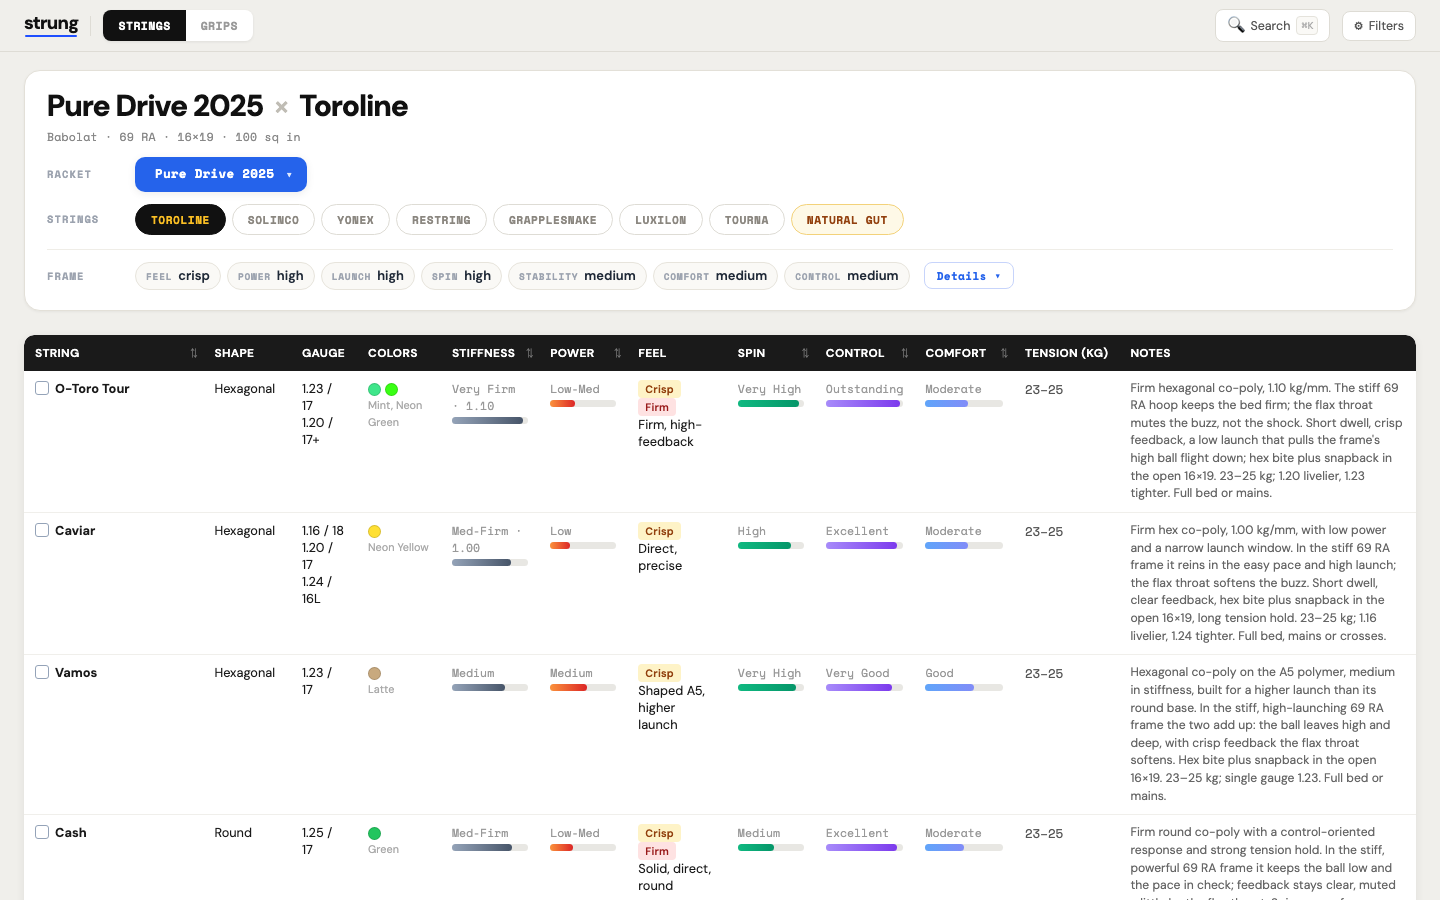 strung
STRINGS GRIPS
Search ⌘K
Filters
Pure Drive 2025 × Toroline
Babolat · 69 RA · 16×19 · 100 sq in
RACKET Pure Drive 2025 ▾
STRINGS TOROLINE SOLINCO YONEX RESTRING GRAPPLESNAKE LUXILON TOURNA NATURAL GUT
FRAME FEEL crisp POWER high LAUNCH high SPIN high STABILITY medium COMFORT medium CONTROL medium Details ▾
STRING SHAPE GAUGE COLORS STIFFNESS POWER FEEL SPIN CONTROL COMFORT TENSION (KG) NOTES
O-Toro Tour
Hexagonal
1.23 /
17
1.20 /
17+
Mint, Neon
Green
Very Firm
· 1.10
Low-Med
Crisp
Firm
Firm, high-
feedback
Very High
Outstanding
Moderate
23–25
Firm hexagonal co-poly, 1.10 kg/mm. The stiff 69
RA hoop keeps the bed firm; the flax throat
mutes the buzz, not the shock. Short dwell, crisp
feedback, a low launch that pulls the frame's
high ball flight down; hex bite plus snapback in
the open 16×19. 23–25 kg; 1.20 livelier, 1.23
tighter. Full bed or mains.
Caviar
Hexagonal
1.16 / 18
1.20 /
17
1.24 /
16L
Neon Yellow
Med-Firm ·
1.00
Low
Crisp
Direct,
precise
High
Excellent
Moderate
23–25
Firm hex co-poly, 1.00 kg/mm, with low power
and a narrow launch window. In the stiff 69 RA
frame it reins in the easy pace and high launch;
the flax throat softens the buzz. Short dwell,
clear feedback, hex bite plus snapback in the
open 16×19, long tension hold. 23–25 kg; 1.16
livelier, 1.24 tighter. Full bed, mains or crosses.
Vamos
Hexagonal
1.23 /
17
Latte
Medium
Medium
Crisp
Shaped A5,
higher
launch
Very High
Very Good
Good
23–25
Hexagonal co-poly on the A5 polymer, medium
in stiffness, built for a higher launch than its
round base. In the stiff, high-launching 69 RA
frame the two add up: the ball leaves high and
deep, with crisp feedback the flax throat
softens. Hex bite plus snapback in the open
16×19. 23–25 kg; single gauge 1.23. Full bed or
mains.
Cash
Round
1.25 /
17
Green
Med-Firm
Low-Med
Crisp
Firm
Solid, direct,
round
Medium
Excellent
Moderate
23–25
Firm round co-poly with a control-oriented
response and strong tension hold. In the stiff,
powerful 69 RA frame it keeps the ball low and
the pace in check; feedback stays clear, muted